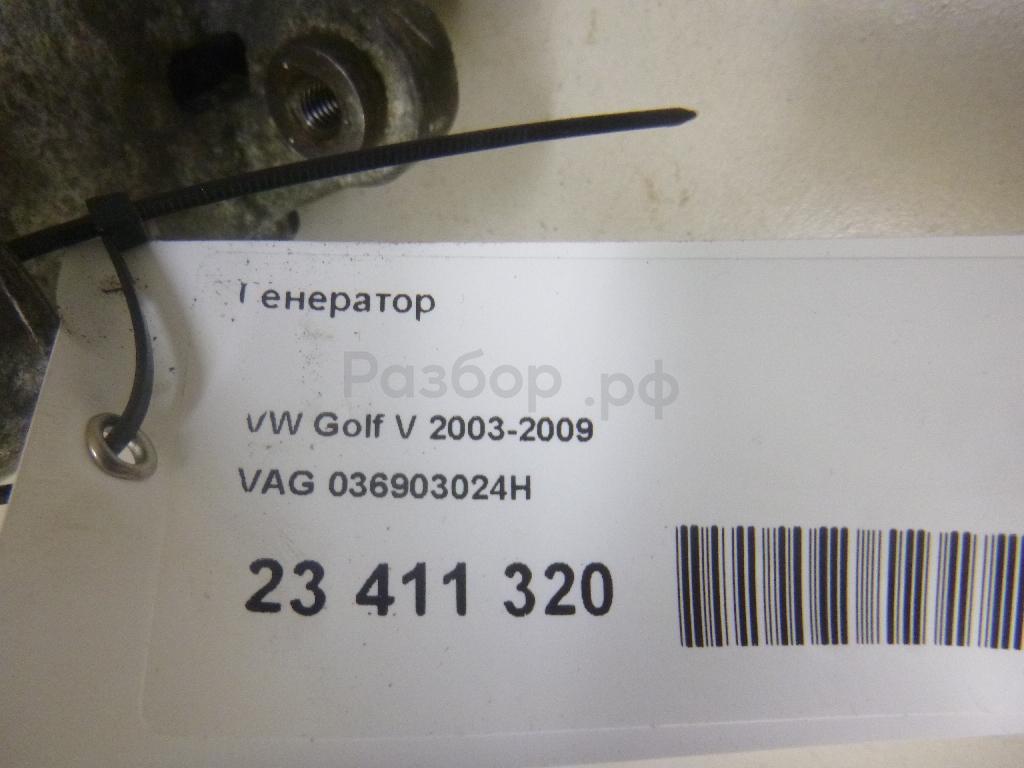 Генератор
Разбор.рф
VW Golf V 2003-2009
VAG 036903024H
23 411 320